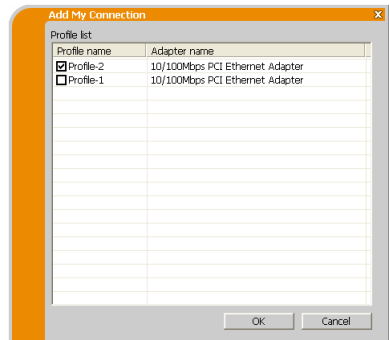 Add My Connection
Profile list
Profile name Adapter name
Profile-2 10/100Mbps PCI Ethernet Adapter
Profile-1 10/100Mbps PCI Ethernet Adapter
OK Cancel